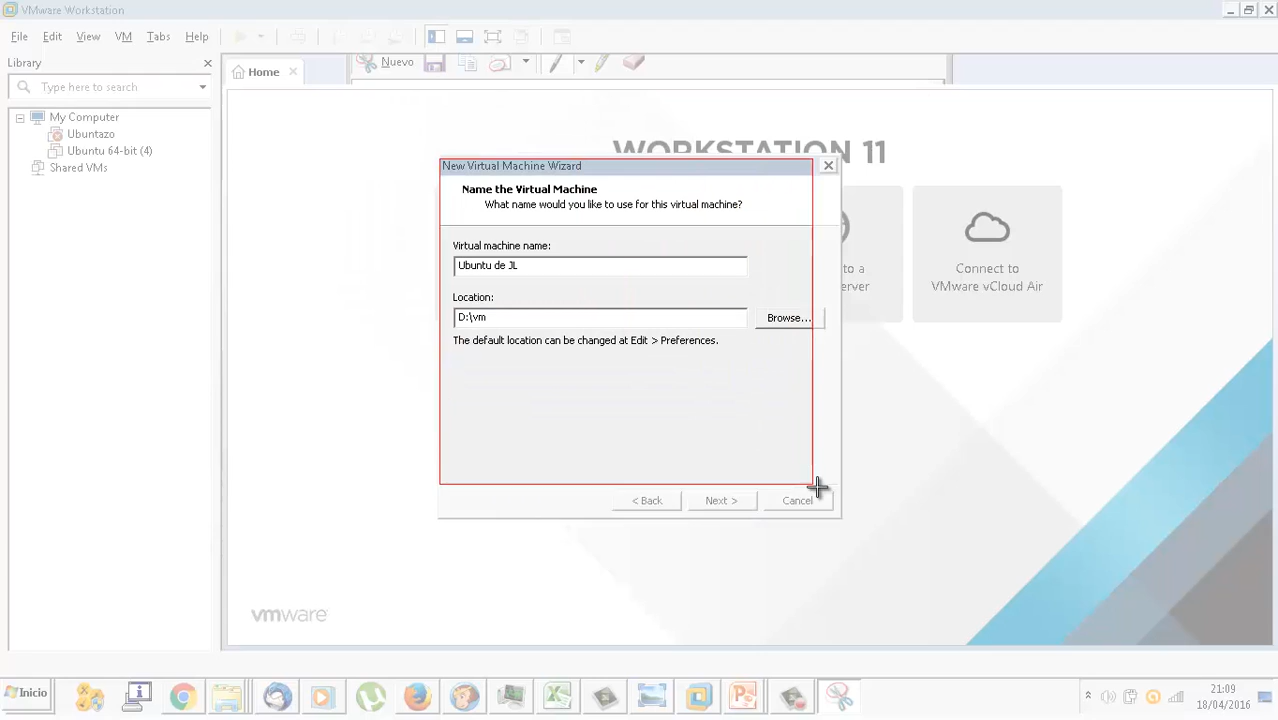 VMware Workstation
File Edit View VM Tabs Help
Library
Nuevo
Home
Type here to search
My Computer
Ubuntazo
Ubuntu 64-bit (4)
Shared VMs
WORKSTATION 11
New Virtual Machine Wizard
Name the Virtual Machine
What name would you like to use for this virtual machine?
Virtual machine name:
Ubuntu de JL
Location:
D:\vm
Browse...
The default location can be changed at Edit > Preferences.
< Back Next > Cancel
to a
erver
Connect to
VMware vCloud Air
vmware
Inicio
21:09
18/04/2016